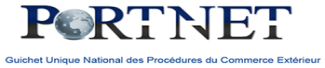 PORTNET
Guichet Unique National des Procédures du Commerce Extérieur